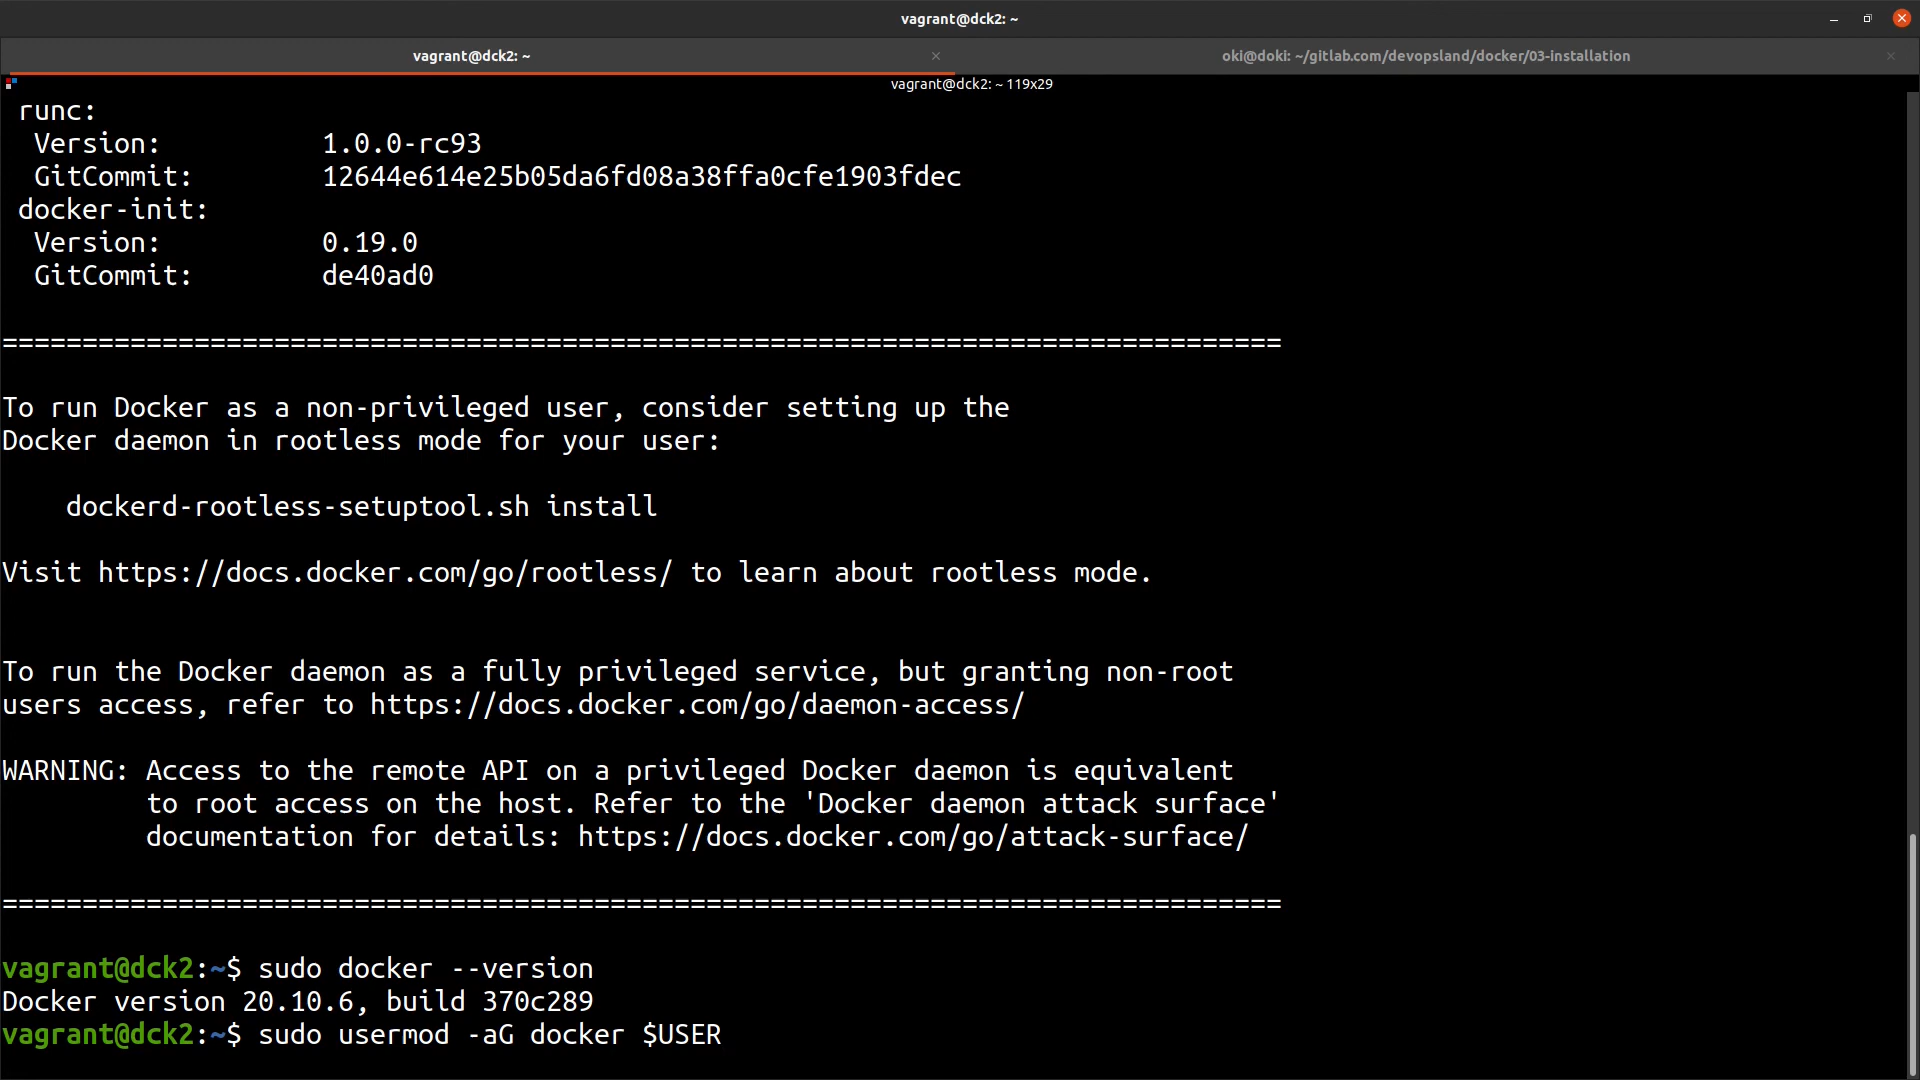 vagrant@dck2: ~
vagrant@dck2: ~
oki@doki: ~/gitlab.com/devopsland/docker/03-installation
vagrant@dck2: ~ 119x29
runc:
Version: 1.0.0-rc93
GitCommit: 12644e614e25b05da6fd08a38ffa0cfe1903fdec
docker-init:
Version: 0.19.0
GitCommit: de40ad0
================================================================================
To run Docker as a non-privileged user, consider setting up the
Docker daemon in rootless mode for your user:
dockerd-rootless-setuptool.sh install
Visit https://docs.docker.com/go/rootless/ to learn about rootless mode.
To run the Docker daemon as a fully privileged service, but granting non-root
users access, refer to https://docs.docker.com/go/daemon-access/
WARNING: Access to the remote API on a privileged Docker daemon is equivalent
to root access on the host. Refer to the 'Docker daemon attack surface'
documentation for details: https://docs.docker.com/go/attack-surface/
================================================================================
vagrant@dck2:~$ sudo docker --version
Docker version 20.10.6, build 370c289
vagrant@dck2:~$ sudo usermod -aG docker $USER